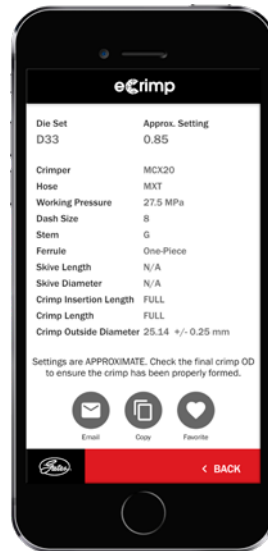 eCrimp
Die Set Approx. Setting
D33 0.85
Crimper MCX20
Hose MXT
Working Pressure 27.5 MPa
Dash Size 8
Stem G
Ferrule One-Piece
Skive Length N/A
Skive Diameter N/A
Crimp Insertion Length FULL
Crimp Length FULL
Crimp Outside Diameter 25.14 +/- 0.25 mm
Settings are APPROXIMATE. Check the final crimp OD
to ensure the crimp has been properly formed.
Email Copy Favorite
Gates < BACK